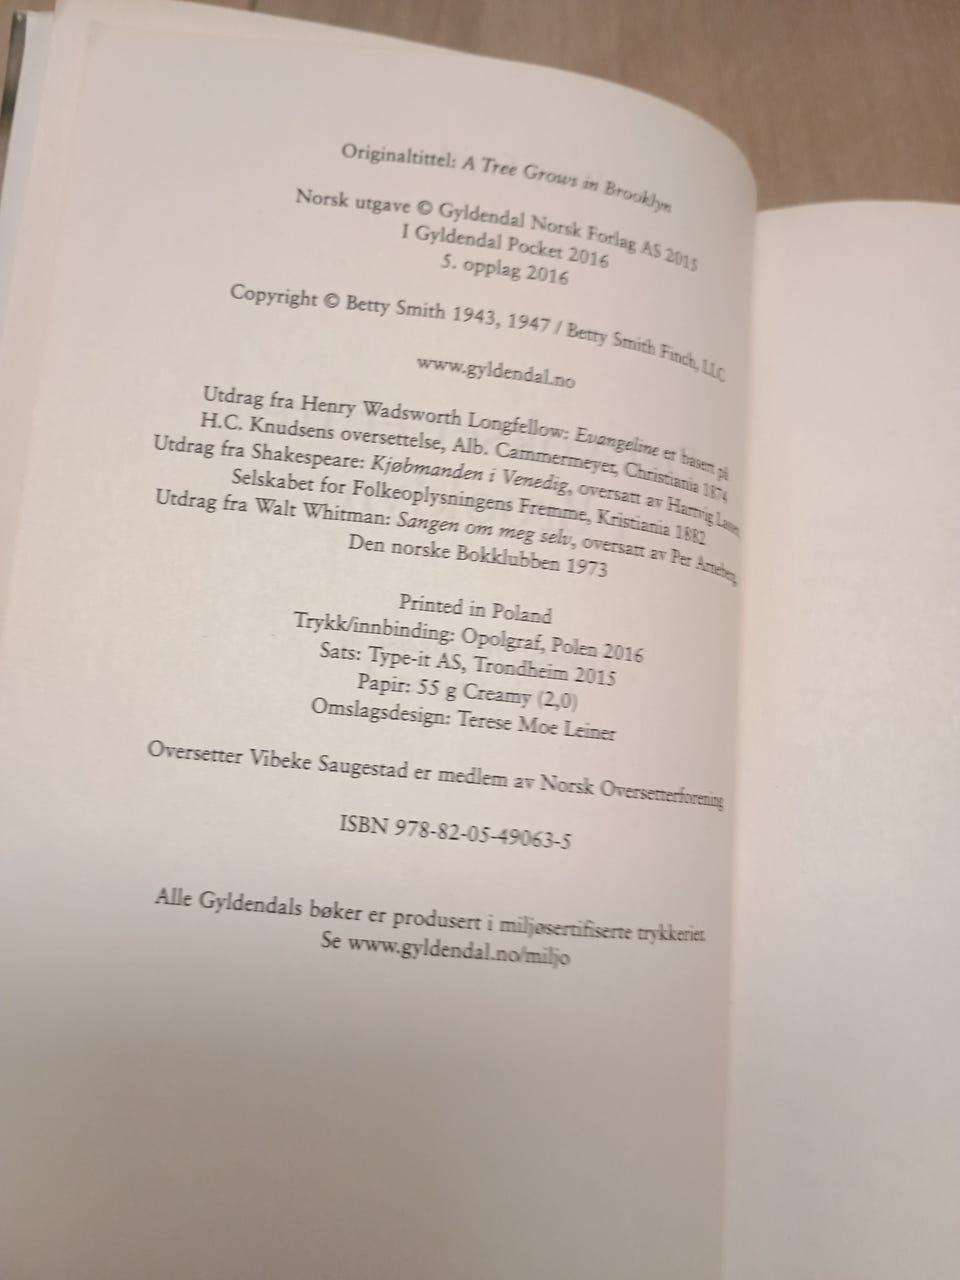 Originaltittel: A Tree Grows in Brooklyn
Norsk utgave © Gyldendal Norsk Forlag AS 2015
I Gyldendal Pocket 2016
5. opplag 2016
Copyright © Betty Smith 1943, 1947 / Betty Smith Finch, LLC
www.gyldendal.no
Utdrag fra Henry Wadsworth Longfellow: Evangeline er basert på
H.C. Knudsens oversettelse, Alb. Cammermeyer, Christiania 1874
Utdrag fra Shakespeare: Kjøbmanden i Venedig, oversatt av Hartvig Lassen,
Selskabet for Folkeoplysningens Fremme, Kristiania 1882
Utdrag fra Walt Whitman: Sangen om meg selv, oversatt av Per Arneberg,
Den norske Bokklubben 1973
Printed in Poland
Trykk/innbinding: Opolgraf, Polen 2016
Sats: Type-it AS, Trondheim 2015
Papir: 55 g Creamy (2,0)
Omslagsdesign: Terese Moe Leiner
Oversetter Vibeke Saugestad er medlem av Norsk Oversetterforening
ISBN 978-82-05-49063-5
Alle Gyldendals bøker er produsert i miljøsertifiserte trykkerier.
Se www.gyldendal.no/miljo